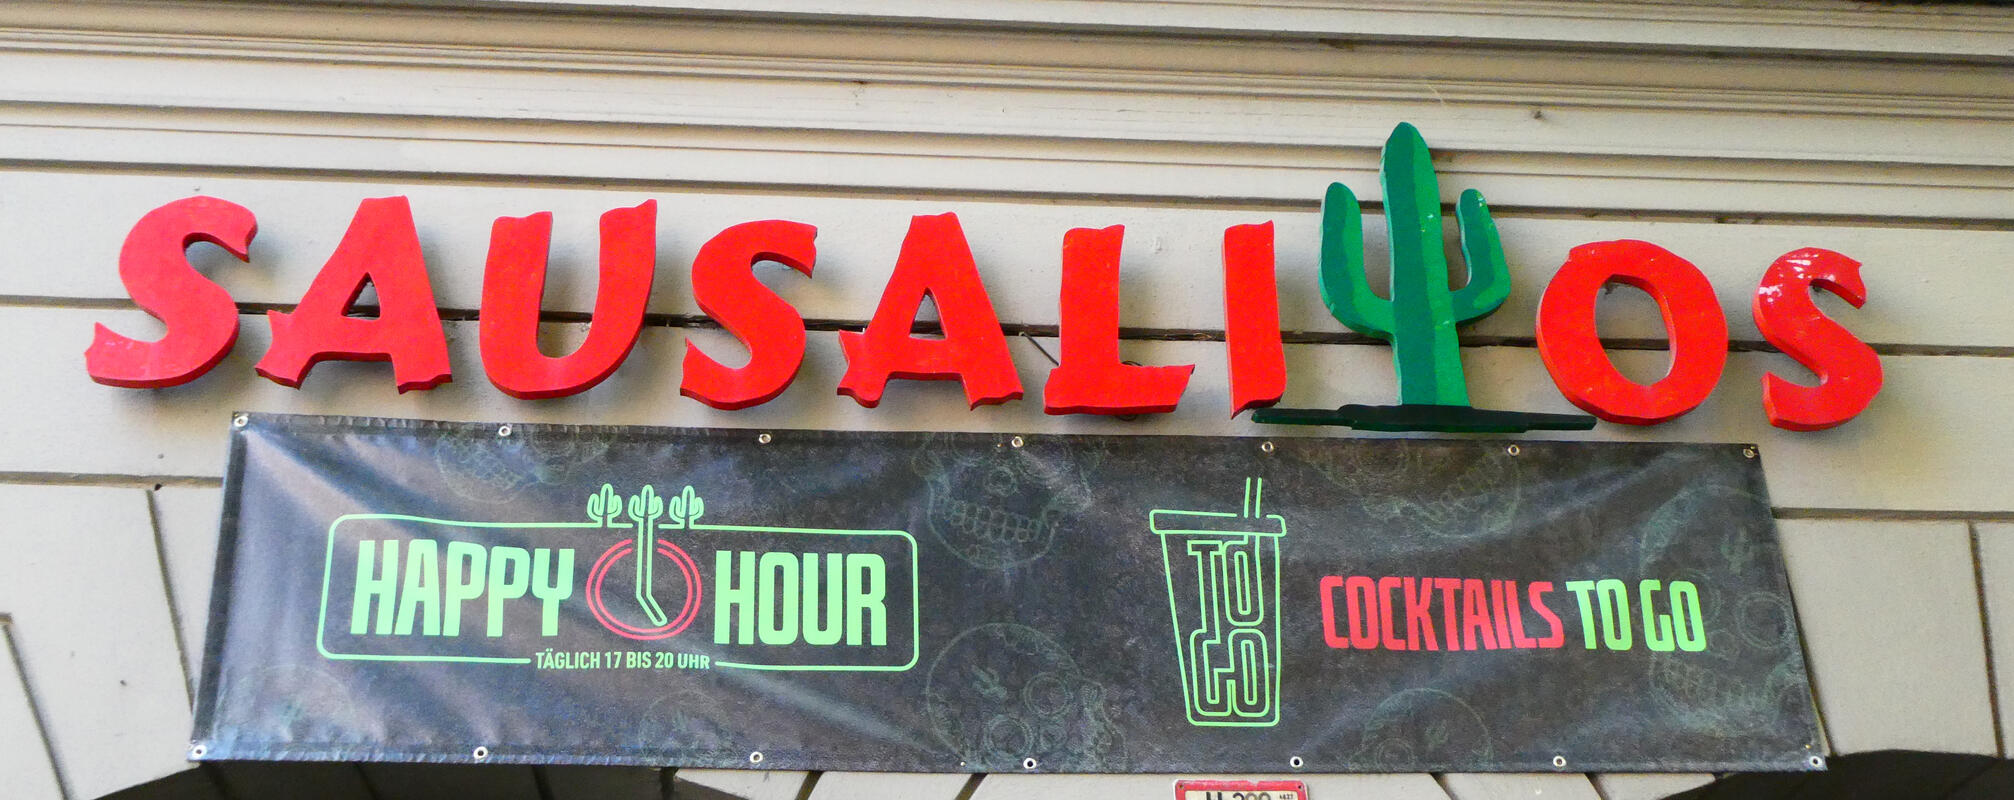 SAUSALITOS
HAPPY HOUR
TÄGLICH 17 BIS 20 UHR
TO GO
COCKTAILS TO GO